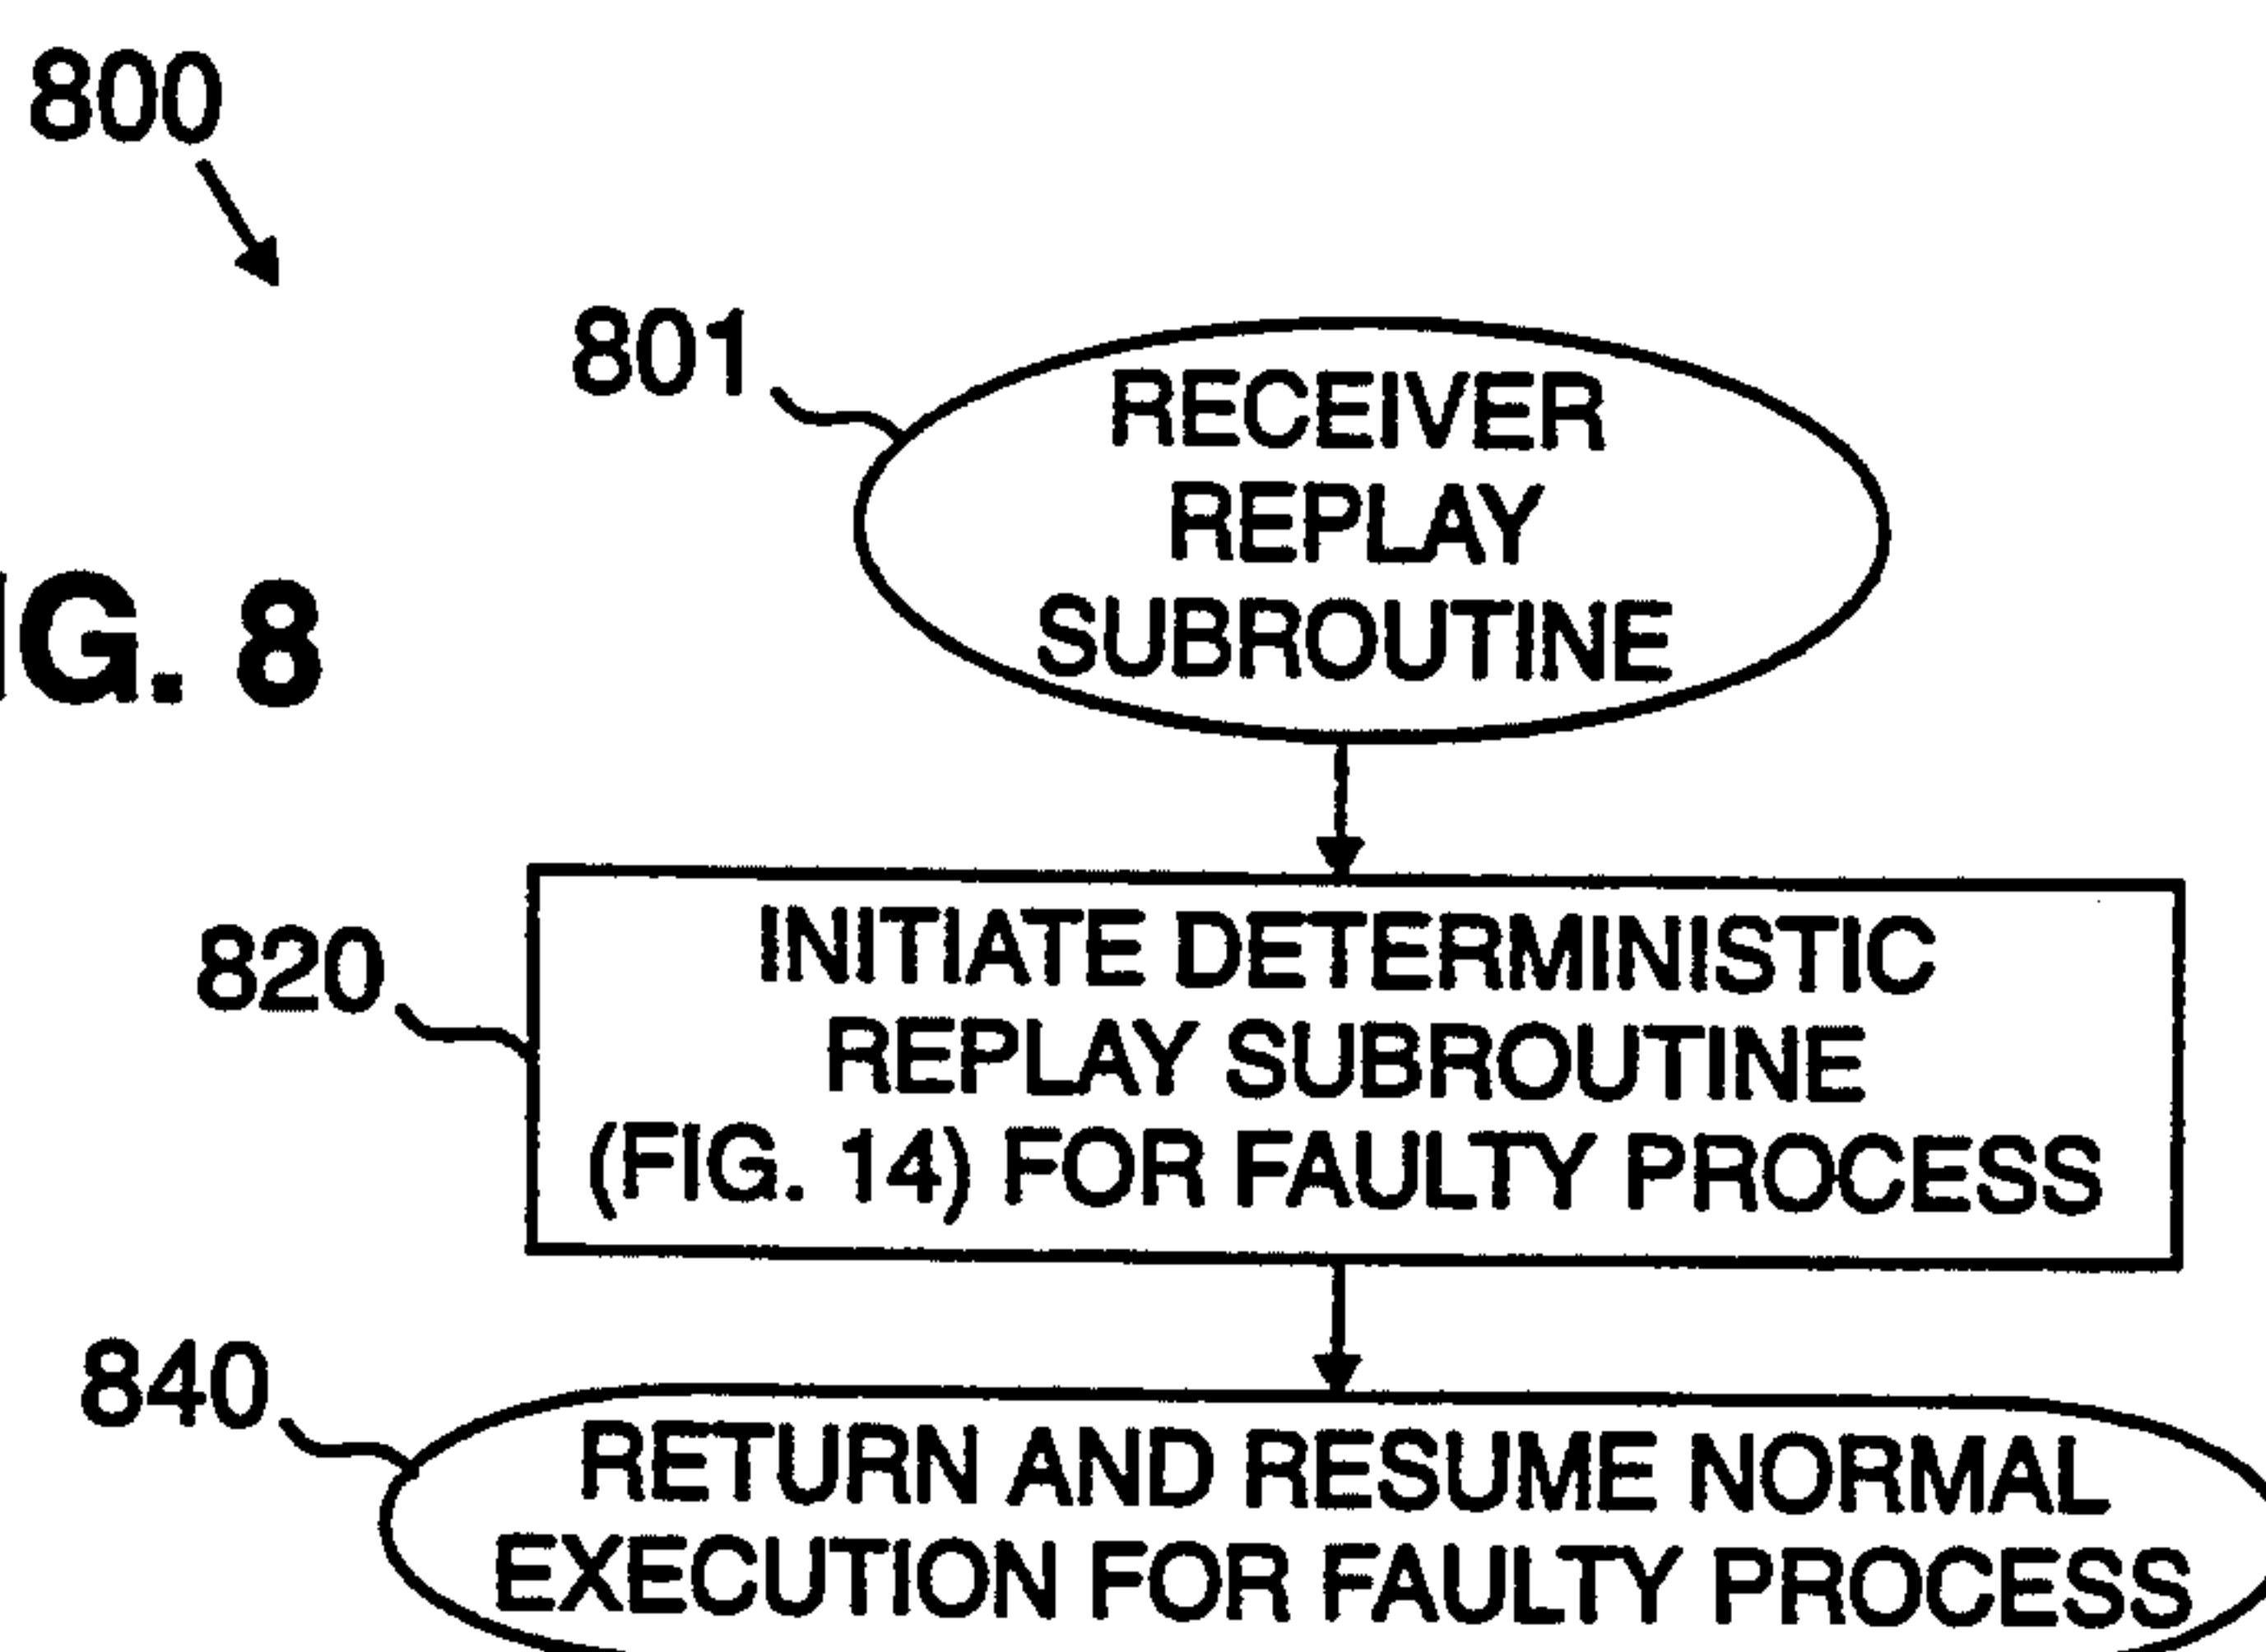 800
801
RECEIVER
REPLAY
SUBROUTINE
IG. 8
820
INITIATE DETERMINISTIC
REPLAY SUBROUTINE
(FIG. 14) FOR FAULTY PROCESS
840
RETURN AND RESUME NORMAL
EXECUTION FOR FAULTY PROCESS